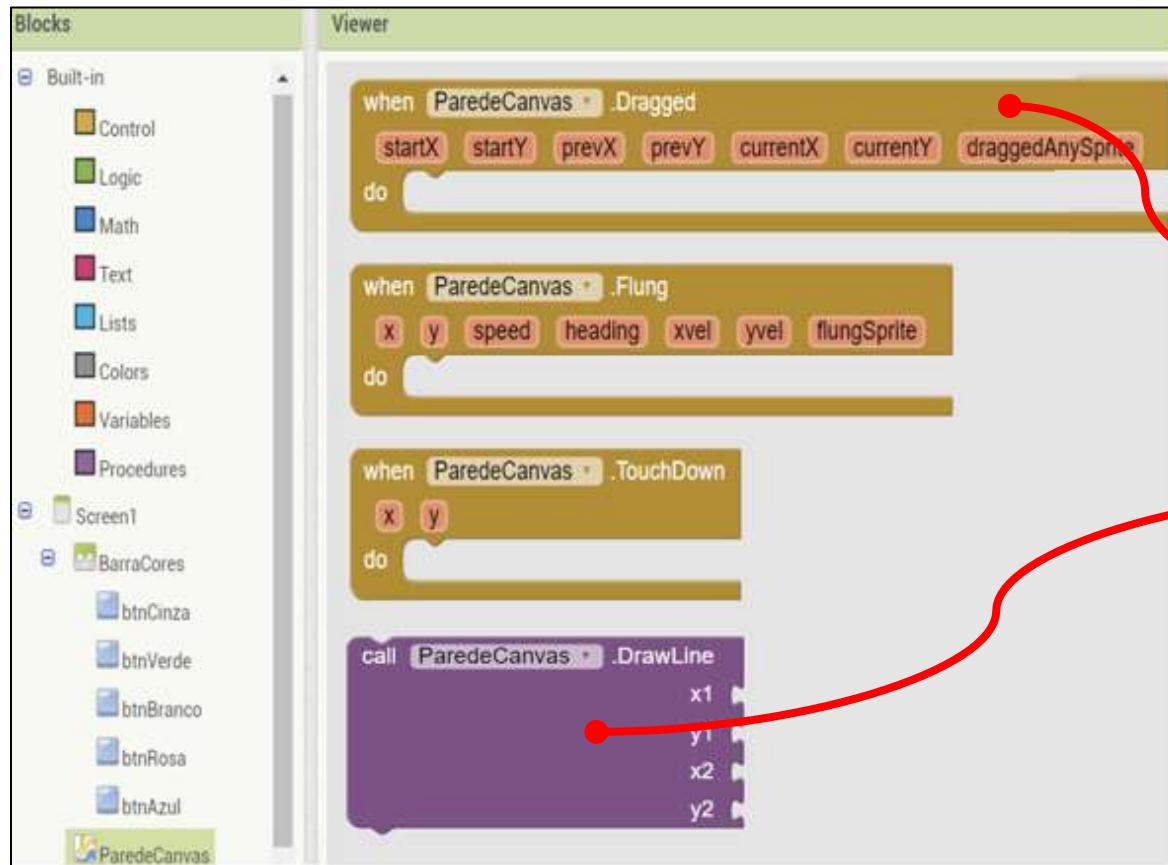 Blocks
Built-in
Control
Logic
Math
Text
Lists
Colors
Variables
Procedures
Screen1
BarraCores
btnCinza
btnVerde
btnBranco
btnRosa
btnAzul
ParedeCanvas
Viewer
when ParedeCanvas .Dragged
startX startY prevX prevY currentX currentY draggedAnySprite
do
when ParedeCanvas .Flung
x y speed heading xvel yvel flungSprite
do
when ParedeCanvas .TouchDown
x y
do
call ParedeCanvas .DrawLine
x1
y1
x2
y2